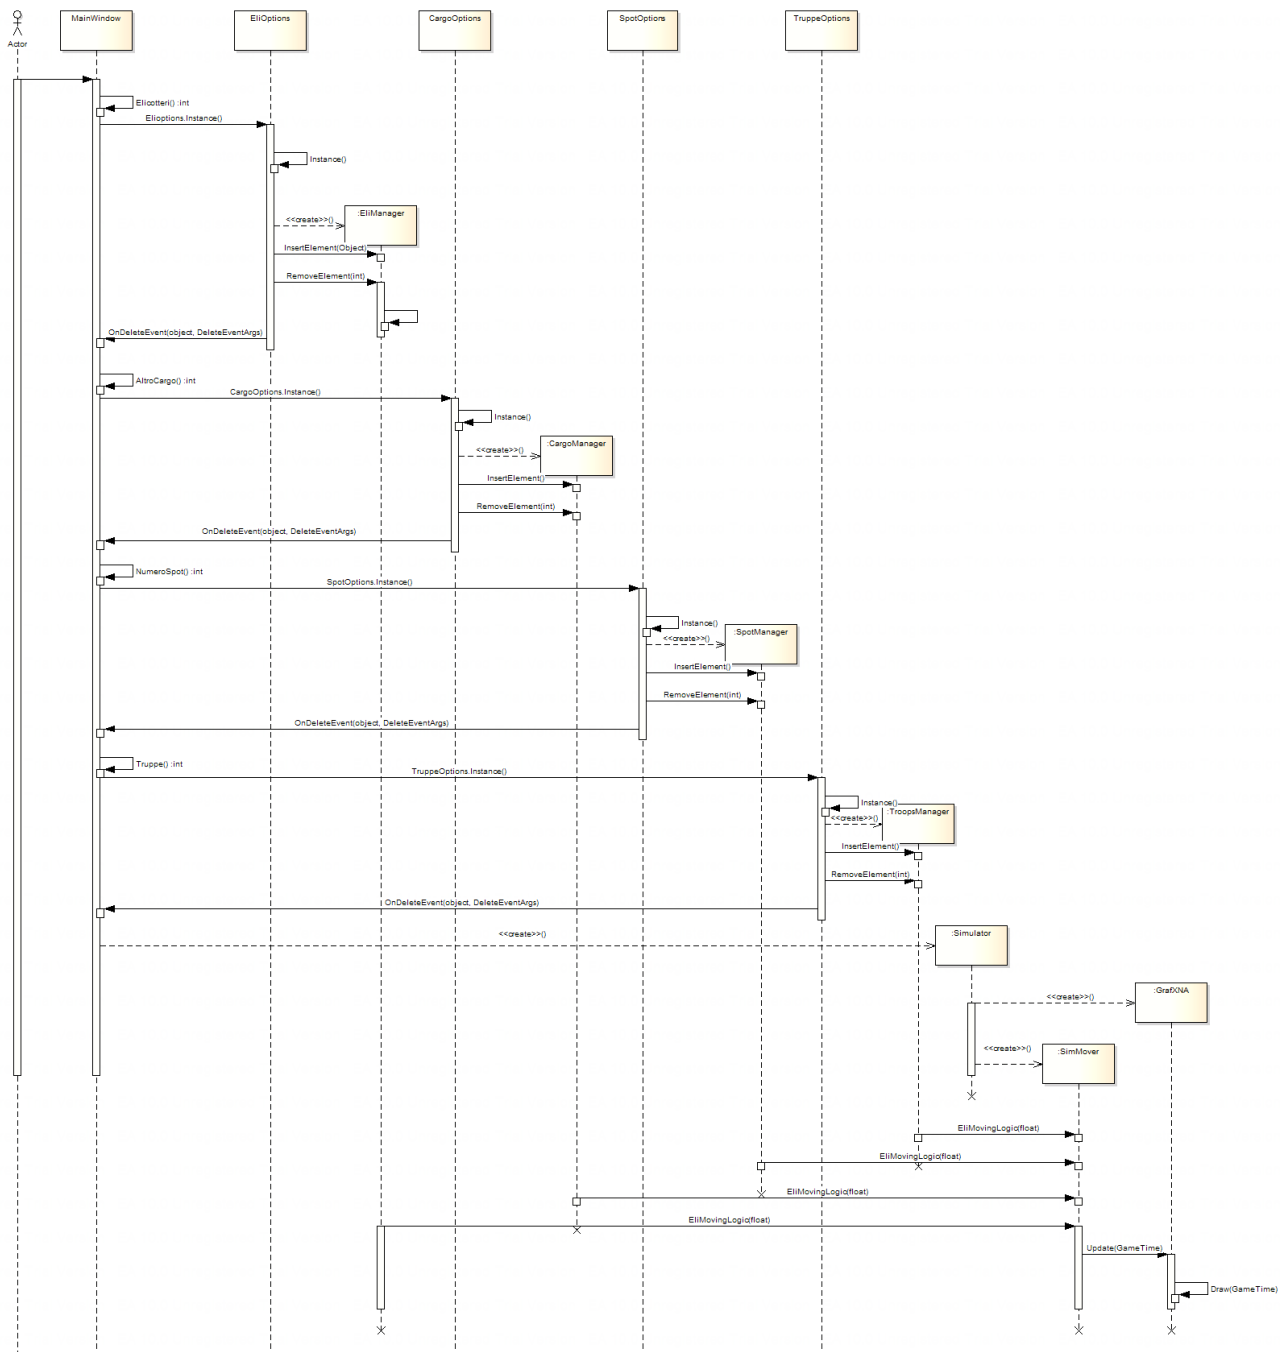 MainWindow
EliOptions
CargoOptions
SpotOptions
TruppeOptions
Actor
Elicotteri() :int
Elioptions.Instance()
Instance()
:EliManager
<<create>>()
InsertElement(Object)
RemoveElement(int)
OnDeleteEvent(object, DeleteEventArgs)
AltroCargo() :int
CargoOptions.Instance()
Instance()
:CargoManager
<<create>>()
InsertElement()
RemoveElement(int)
OnDeleteEvent(object, DeleteEventArgs)
NumeroSpot() :int
SpotOptions.Instance()
Instance()
:SpotManager
<<create>>()
InsertElement()
RemoveElement(int)
OnDeleteEvent(object, DeleteEventArgs)
Truppe() :int
TruppeOptions.Instance()
Instance()
:TroopsManager
<<create>>()
InsertElement()
RemoveElement(int)
OnDeleteEvent(object, DeleteEventArgs)
<<create>>()
:Simulator
:GrafXNA
<<create>>()
<<create>>()
:SimMover
EliMovingLogic(float)
EliMovingLogic(float)
EliMovingLogic(float)
EliMovingLogic(float)
Update(GameTime)
Draw(GameTime)